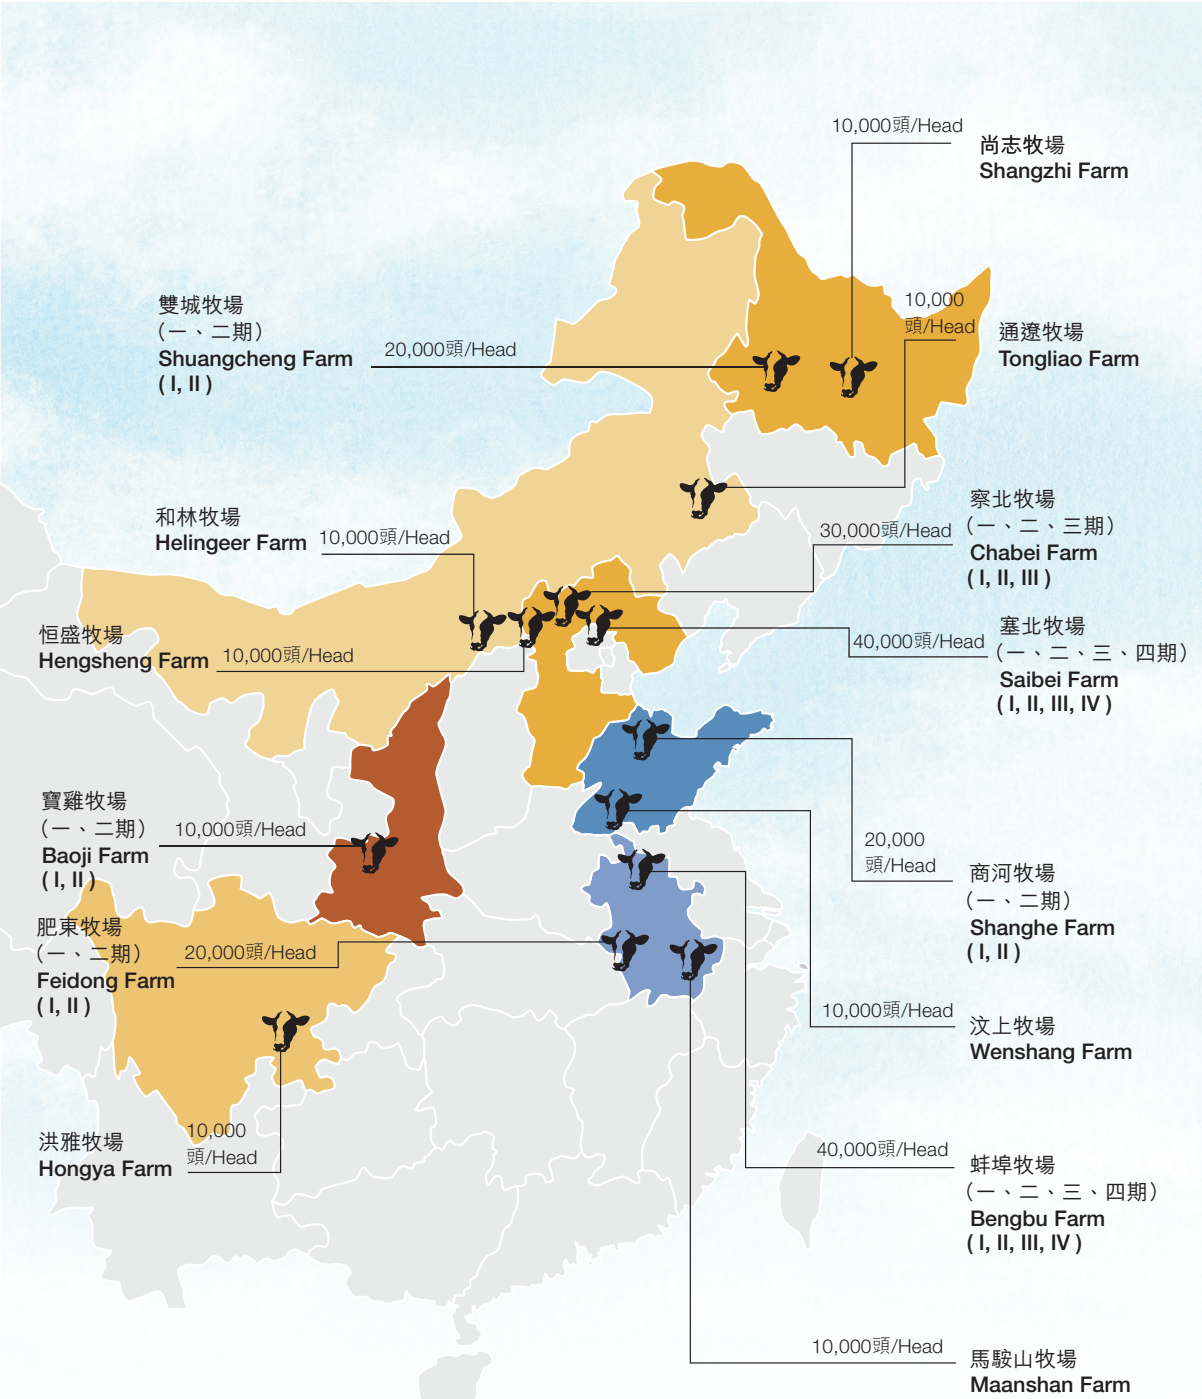 10,000頭/Head
尚志牧場
Shangzhi Farm
10,000
頭/Head
通遼牧場
Tongliao Farm
雙城牧場
（一、二期）
Shuangcheng Farm
( I, II )
20,000頭/Head
和林牧場
Helingeer Farm
10,000頭/Head
30,000頭/Head
察北牧場
（一、二、三期）
Chabei Farm
( I, II, III )
恒盛牧場
Hengsheng Farm
10,000頭/Head
40,000頭/Head
塞北牧場
（一、二、三、四期）
Saibei Farm
( I, II, III, IV )
寶雞牧場
（一、二期）
Baoji Farm
( I, II )
10,000頭/Head
20,000
頭/Head
商河牧場
（一、二期）
Shanghe Farm
( I, II )
肥東牧場
（一、二期）
Feidong Farm
( I, II )
20,000頭/Head
10,000頭/Head
汶上牧場
Wenshang Farm
洪雅牧場
Hongya Farm
10,000
頭/Head
40,000頭/Head
蚌埠牧場
（一、二、三、四期）
Bengbu Farm
( I, II, III, IV )
10,000頭/Head
馬鞍山牧場
Maanshan Farm